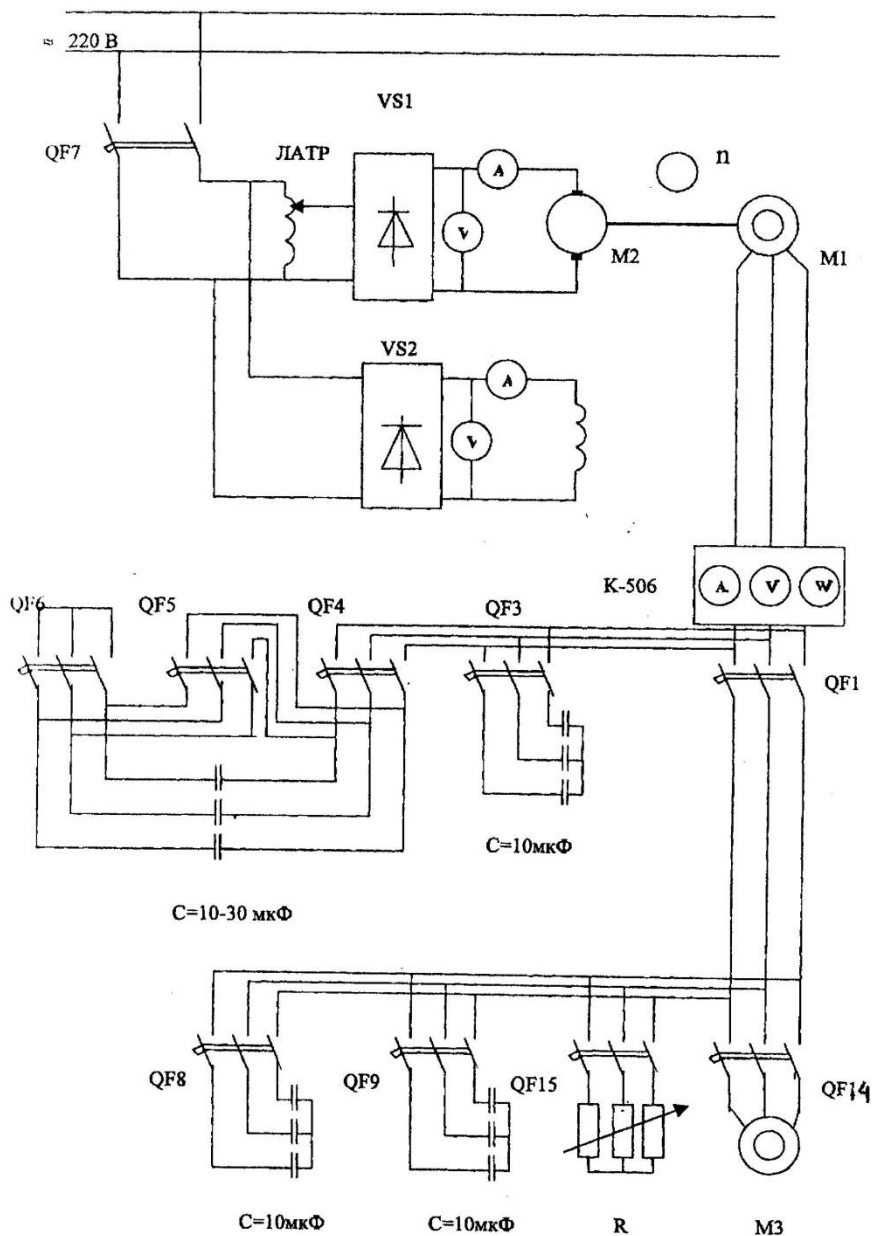 ≈ 220 В
VS1
QF7
ЛАТР
A
n
V
M2
M1
VS2
A
V
K-506
A V W
QF6
QF5
QF4
QF3
QF1
C=10мкФ
C=10-30 мкФ
QF8
QF9
QF15
QF14
C=10мкФ
C=10мкФ
R
M3